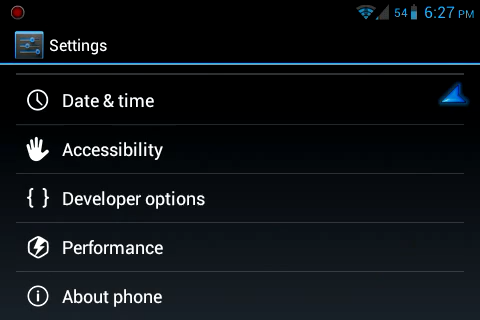 54 6:27 PM
Settings
Date & time
Accessibility
Developer options
Performance
About phone